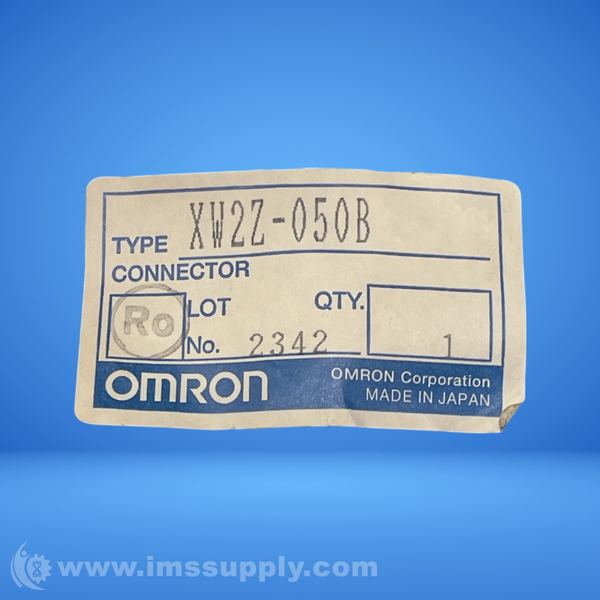 TYPE XW2Z-050B
CONNECTOR
Ro LOT No. 2342 QTY. 1
OMRON OMRON Corporation
MADE IN JAPAN
www.imssupply.com